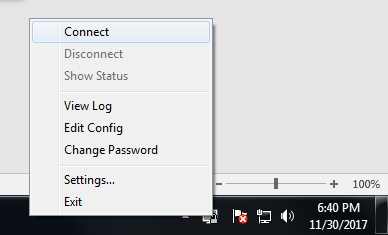 Connect
Disconnect
Show Status
View Log
Edit Config
Change Password
Settings...
Exit
100%
6:40 PM
11/30/2017